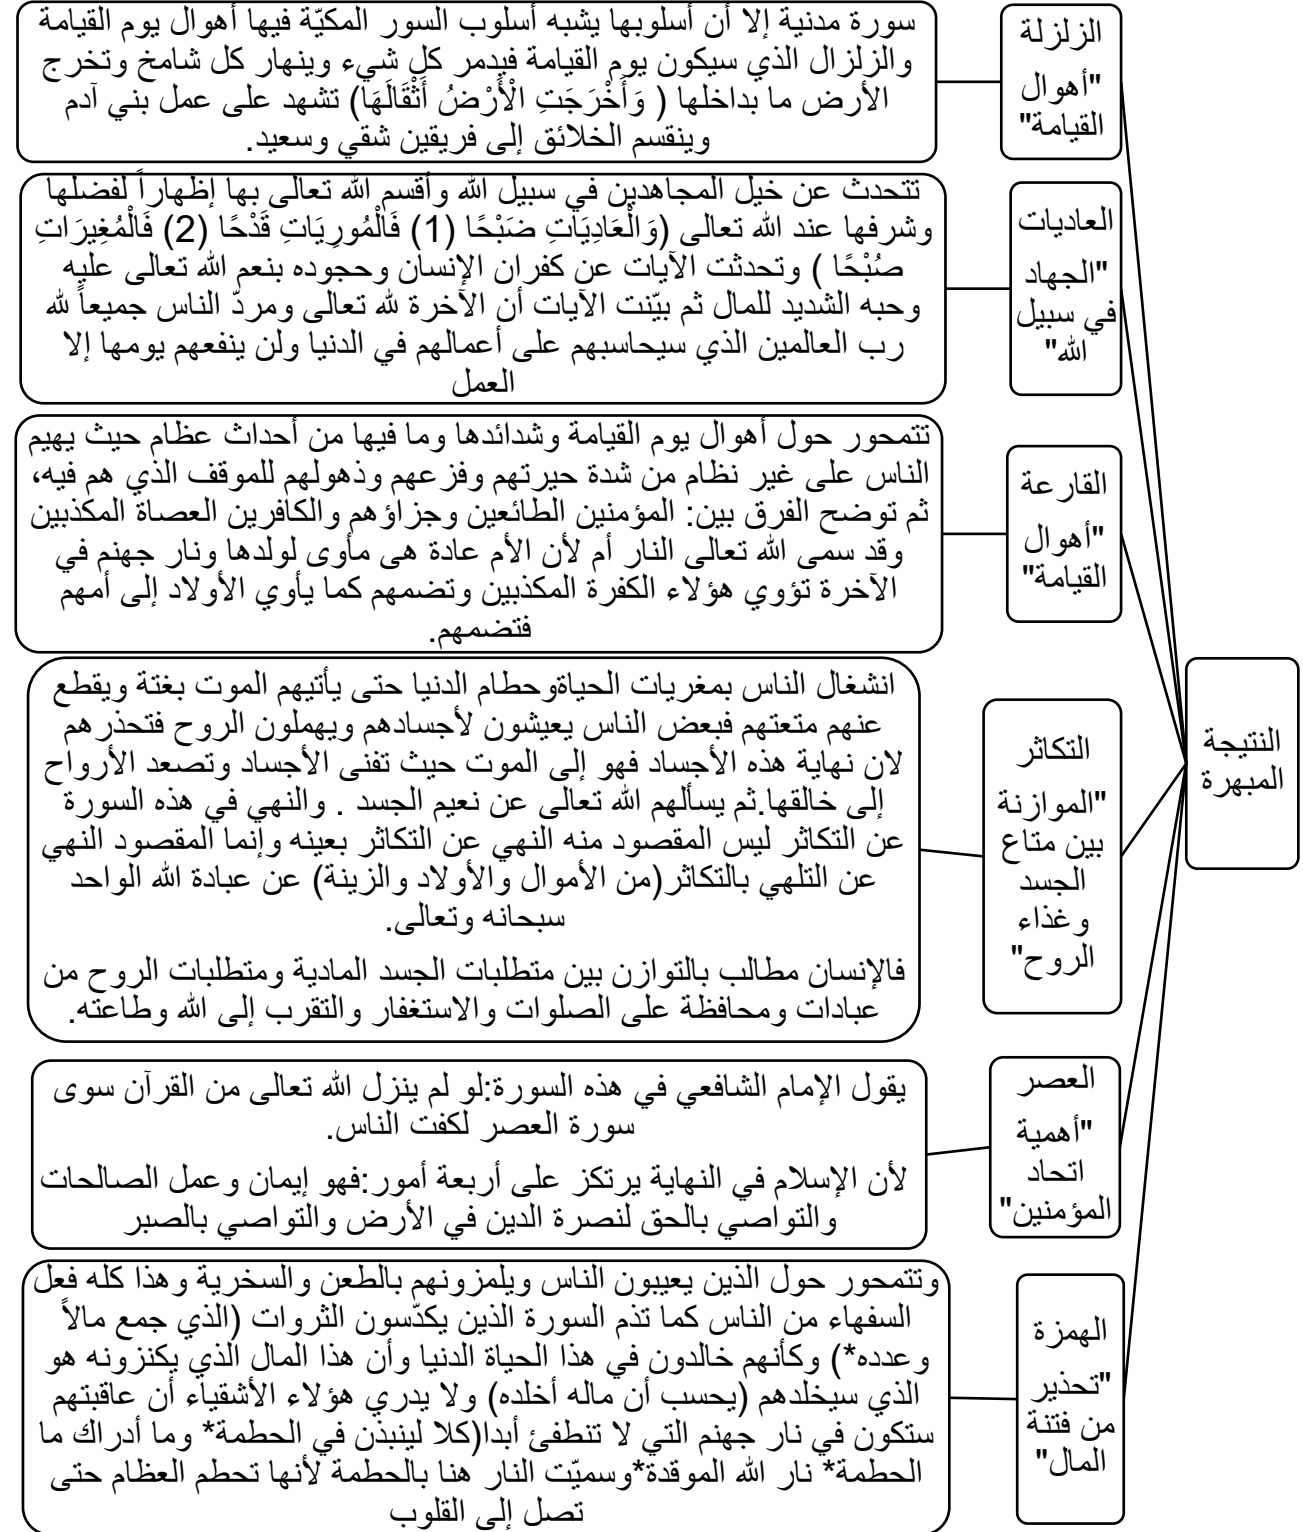 النتيجة
المبهرة
الزلزلة
"أهوال
القيامة"
سورة مدنية إلا أن أسلوبها يشبه أسلوب السور المكيّة فيها أهوال يوم القيامة
والزلزال الذي سيكون يوم القيامة فيدمر كل شيء وينهار كل شامخ وتخرج
الأرض ما بداخلها ( وَأَخْرَجَتِ الْأَرْضُ أَثْقَالَهَا) تشهد على عمل بني آدم
وينقسم الخلائق إلى فريقين شقي وسعيد.
العاديات
"الجهاد
في سبيل
الله"
تتحدث عن خيل المجاهدين في سبيل الله وأقسم الله تعالى بها إظهاراً لفضلها
وشرفها عند الله تعالى (وَالْعَادِيَاتِ ضَبْحًا (1) فَالْمُورِيَاتِ قَدْحًا (2) فَالْمُغِيرَاتِ
صُبْحًا ) وتحدثت الآيات عن كفران الإنسان وحجوده بنعم الله تعالى عليه
وحبه الشديد للمال ثم بيّنت الآيات أن الآخرة لله تعالى ومردّ الناس جميعاً لله
رب العالمين الذي سيحاسبهم على أعمالهم في الدنيا ولن ينفعهم يومها إلا
العمل
القارعة
"أهوال
القيامة"
تتمحور حول أهوال يوم القيامة وشدائدها وما فيها من أحداث عظام حيث يهيم
الناس على غير نظام من شدة حيرتهم وفزعهم وذهولهم للموقف الذي هم فيه،
ثم توضح الفرق بين: المؤمنين الطائعين وجزاؤهم والكافرين العصاة المكذبين
وقد سمى الله تعالى النار أم لأن الأم عادة هى مأوى لولدها ونار جهنم في
الآخرة تؤوي هؤلاء الكفرة المكذبين وتضمهم كما يأوي الأولاد إلى أمهم
فتضمهم.
التكاثر
"الموازنة
بين متاع
الجسد
وغذاء
الروح"
انشغال الناس بمغريات الحياةوحطام الدنيا حتى يأتيهم الموت بغتة ويقطع
عنهم متعتهم فبعض الناس يعيشون لأجسادهم ويهملون الروح فتحذرهم
لان نهاية هذه الأجساد فهو إلى الموت حيث تفنى الأجساد وتصعد الأرواح
إلى خالقها.ثم يسألهم الله تعالى عن نعيم الجسد . والنهي في هذه السورة
عن التكاثر ليس المقصود منه النهي عن التكاثر بعينه وإنما المقصود النهي
عن التلهي بالتكاثر(من الأموال والأولاد والزينة) عن عبادة الله الواحد
سبحانه وتعالى.
فالإنسان مطالب بالتوازن بين متطلبات الجسد المادية ومتطلبات الروح من
عبادات ومحافظة على الصلوات والاستغفار والتقرب إلى الله وطاعته.
العصر
"أهمية
اتحاد
المؤمنين"
يقول الإمام الشافعي في هذه السورة:لو لم ينزل الله تعالى من القرآن سوى
سورة العصر لكفت الناس.
لأن الإسلام في النهاية يرتكز على أربعة أمور:فهو إيمان وعمل الصالحات
والتواصي بالحق لنصرة الدين في الأرض والتواصي بالصبر
الهمزة
"تحذير
من فتنة
المال"
وتتمحور حول الذين يعيبون الناس ويلمزونهم بالطعن والسخرية وهذا كله فعل
السفهاء من الناس كما تذم السورة الذين يكدّسون الثروات (الذي جمع مالاً
وعدده*) وكأنهم خالدون في هذا الحياة الدنيا وأن هذا المال الذي يكنزونه هو
الذي سيخلدهم (يحسب أن ماله أخلده) ولا يدري هؤلاء الأشقياء أن عاقبتهم
ستكون في نار جهنم التي لا تنطفئ أبدا(كلا لينبذن في الحطمة* وما أدراك ما
الحطمة* نار الله الموقدة*وسميّت النار هنا بالحطمة لأنها تحطم العظام حتى
تصل إلى القلوب